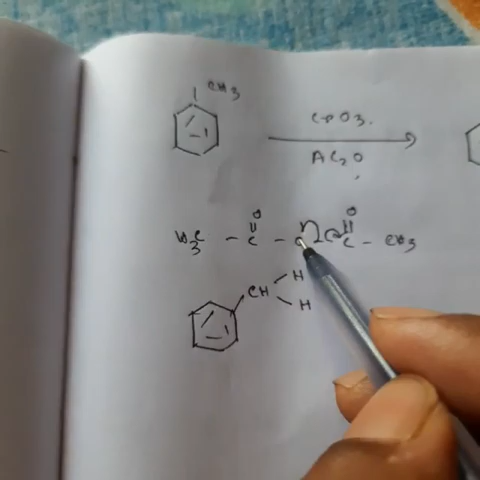 CH3
CrO3.
AC2O
O O
H3C - C - O C - CH3
CH H
H